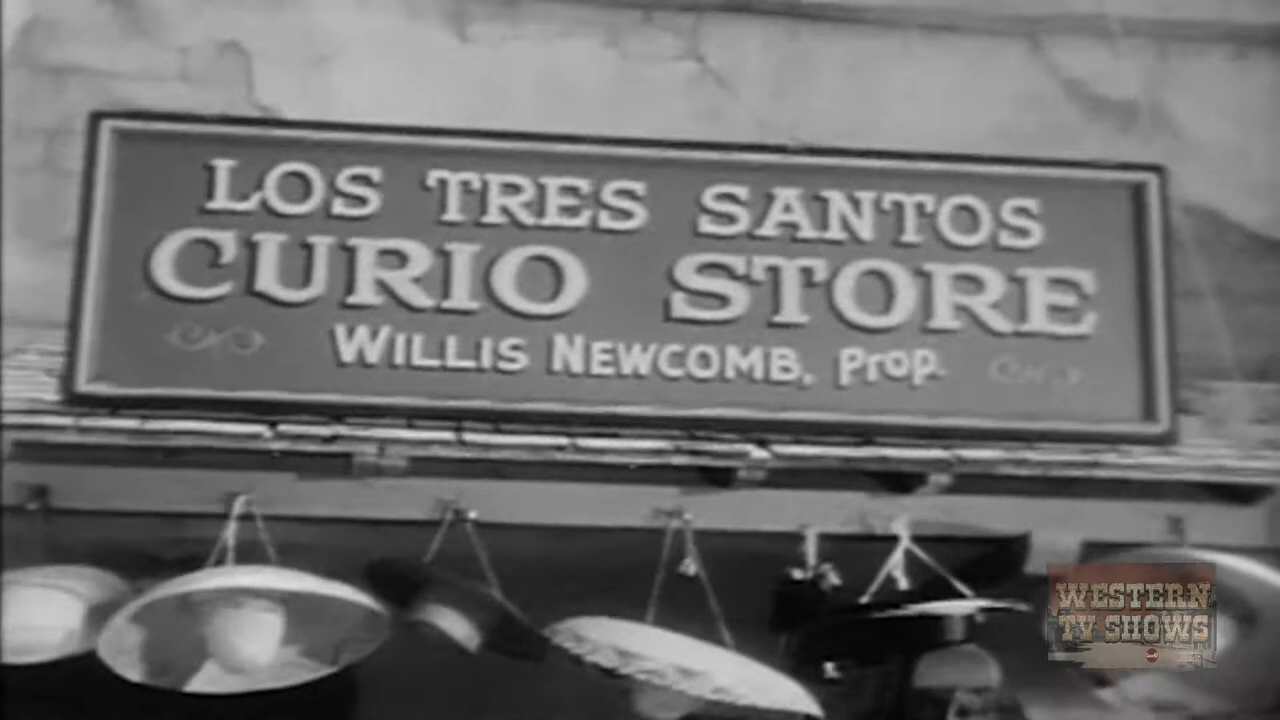 LOS TRES SANTOS
CURIO STORE
WILLIS NEWCOMB, Prop.
WESTERN
TV SHOWS